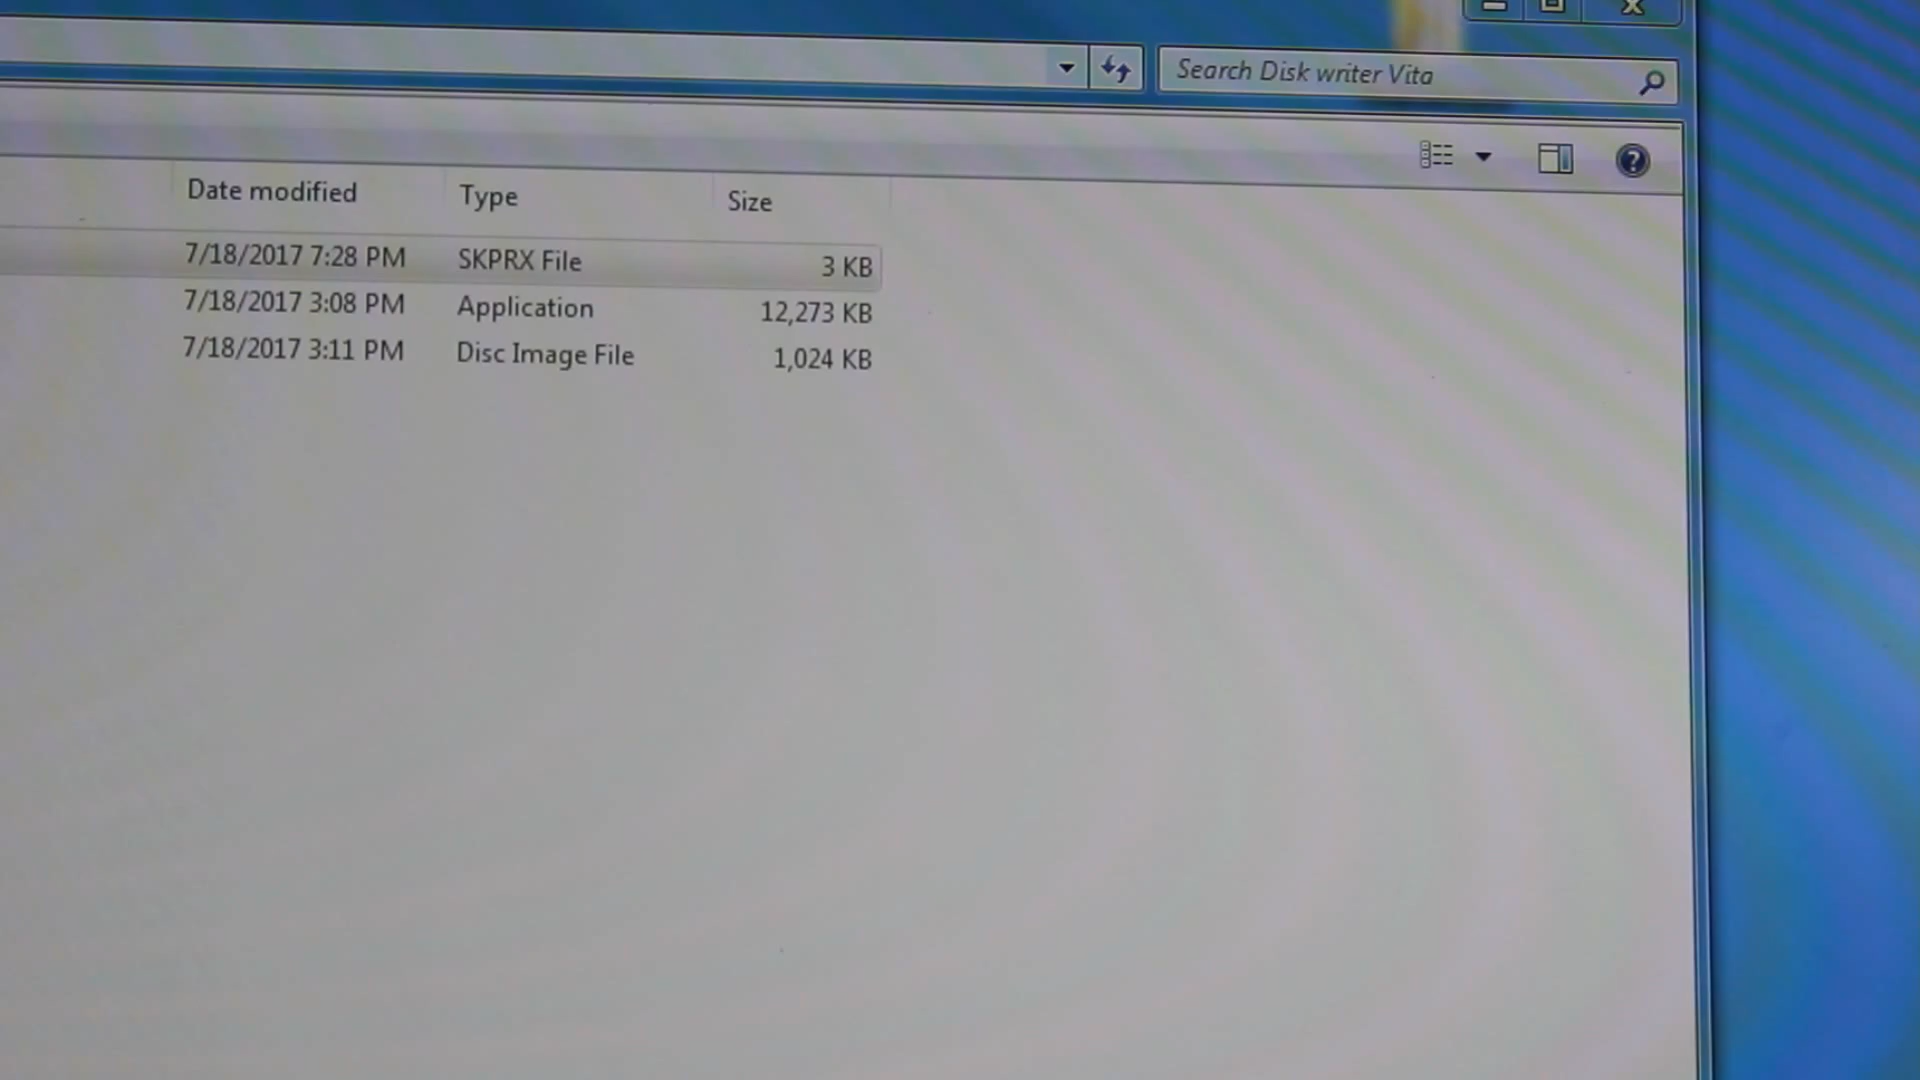 Search Disk writer Vita
Date modified Type Size
7/18/2017 7:28 PM SKPRX File 3 KB
7/18/2017 3:08 PM Application 12,273 KB
7/18/2017 3:11 PM Disc Image File 1,024 KB